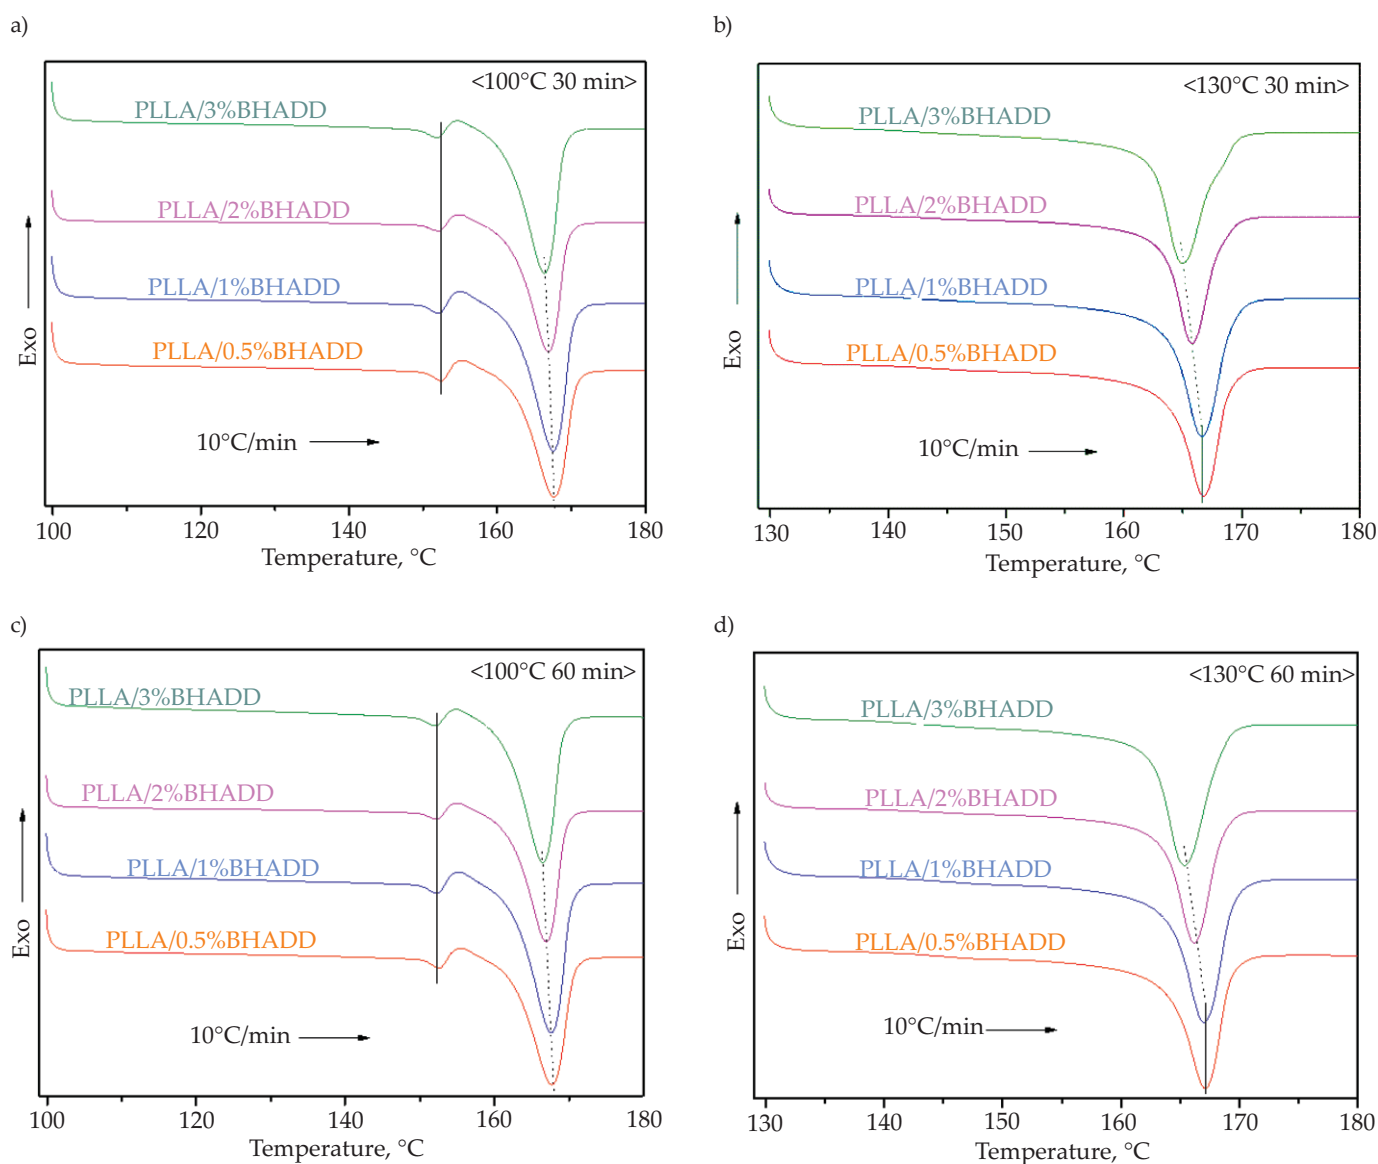 a)
<100°C 30 min>
PLLA/3%BHADD
PLLA/2%BHADD
PLLA/1%BHADD
PLLA/0.5%BHADD
Exo
10°C/min
100 120 140 160 180
Temperature, °C
b)
<130°C 30 min>
PLLA/3%BHADD
PLLA/2%BHADD
PLLA/1%BHADD
PLLA/0.5%BHADD
Exo
10°C/min
130 140 150 160 170 180
Temperature, °C
c)
<100°C 60 min>
PLLA/3%BHADD
PLLA/2%BHADD
PLLA/1%BHADD
PLLA/0.5%BHADD
Exo
10°C/min
100 120 140 160 180
Temperature, °C
d)
<130°C 60 min>
PLLA/3%BHADD
PLLA/2%BHADD
PLLA/1%BHADD
PLLA/0.5%BHADD
Exo
10°C/min
130 140 150 160 170 180
Temperature, °C